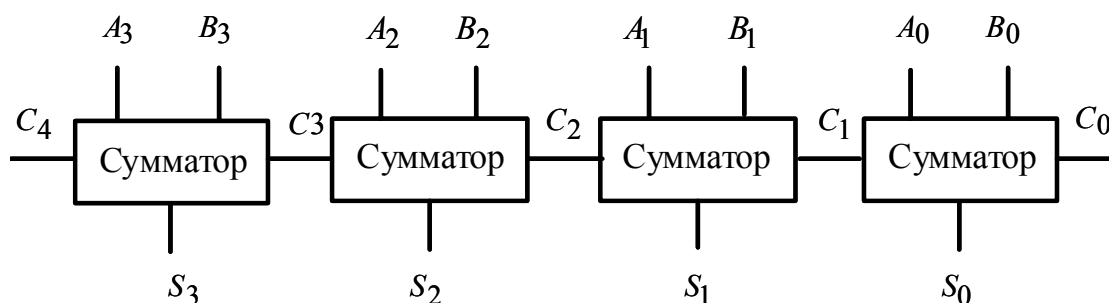 A3 B3 A2 B2 A1 B1 A0 B0
C4 C3 C2 C1 C0
Сумматор Сумматор Сумматор Сумматор
S3 S2 S1 S0